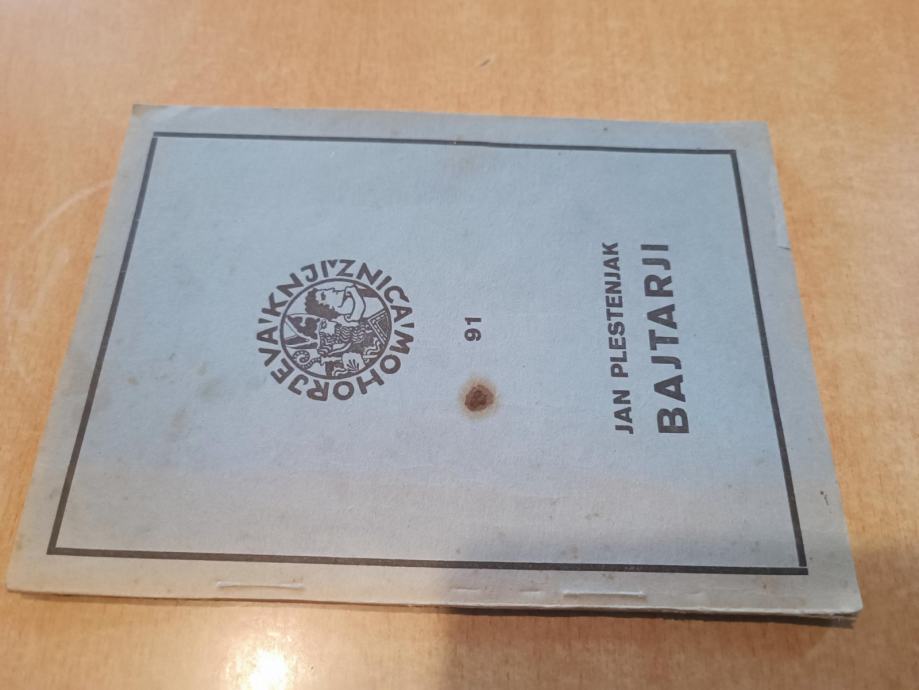 MOHORJEVA KNJIŽNICA
91
JAN PLESTENJAK
BAJTARJI